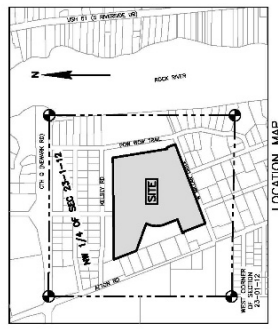 USH 51 (S RIVERSIDE DR)
N
ROCK RIVER
CTH Q (NEWARK RD)
NW 1/4 OF SEC 23-1-12
SITE
AFTON RD
WEST CORNER
OF SECTION
23-01-12
LOCATION MAP